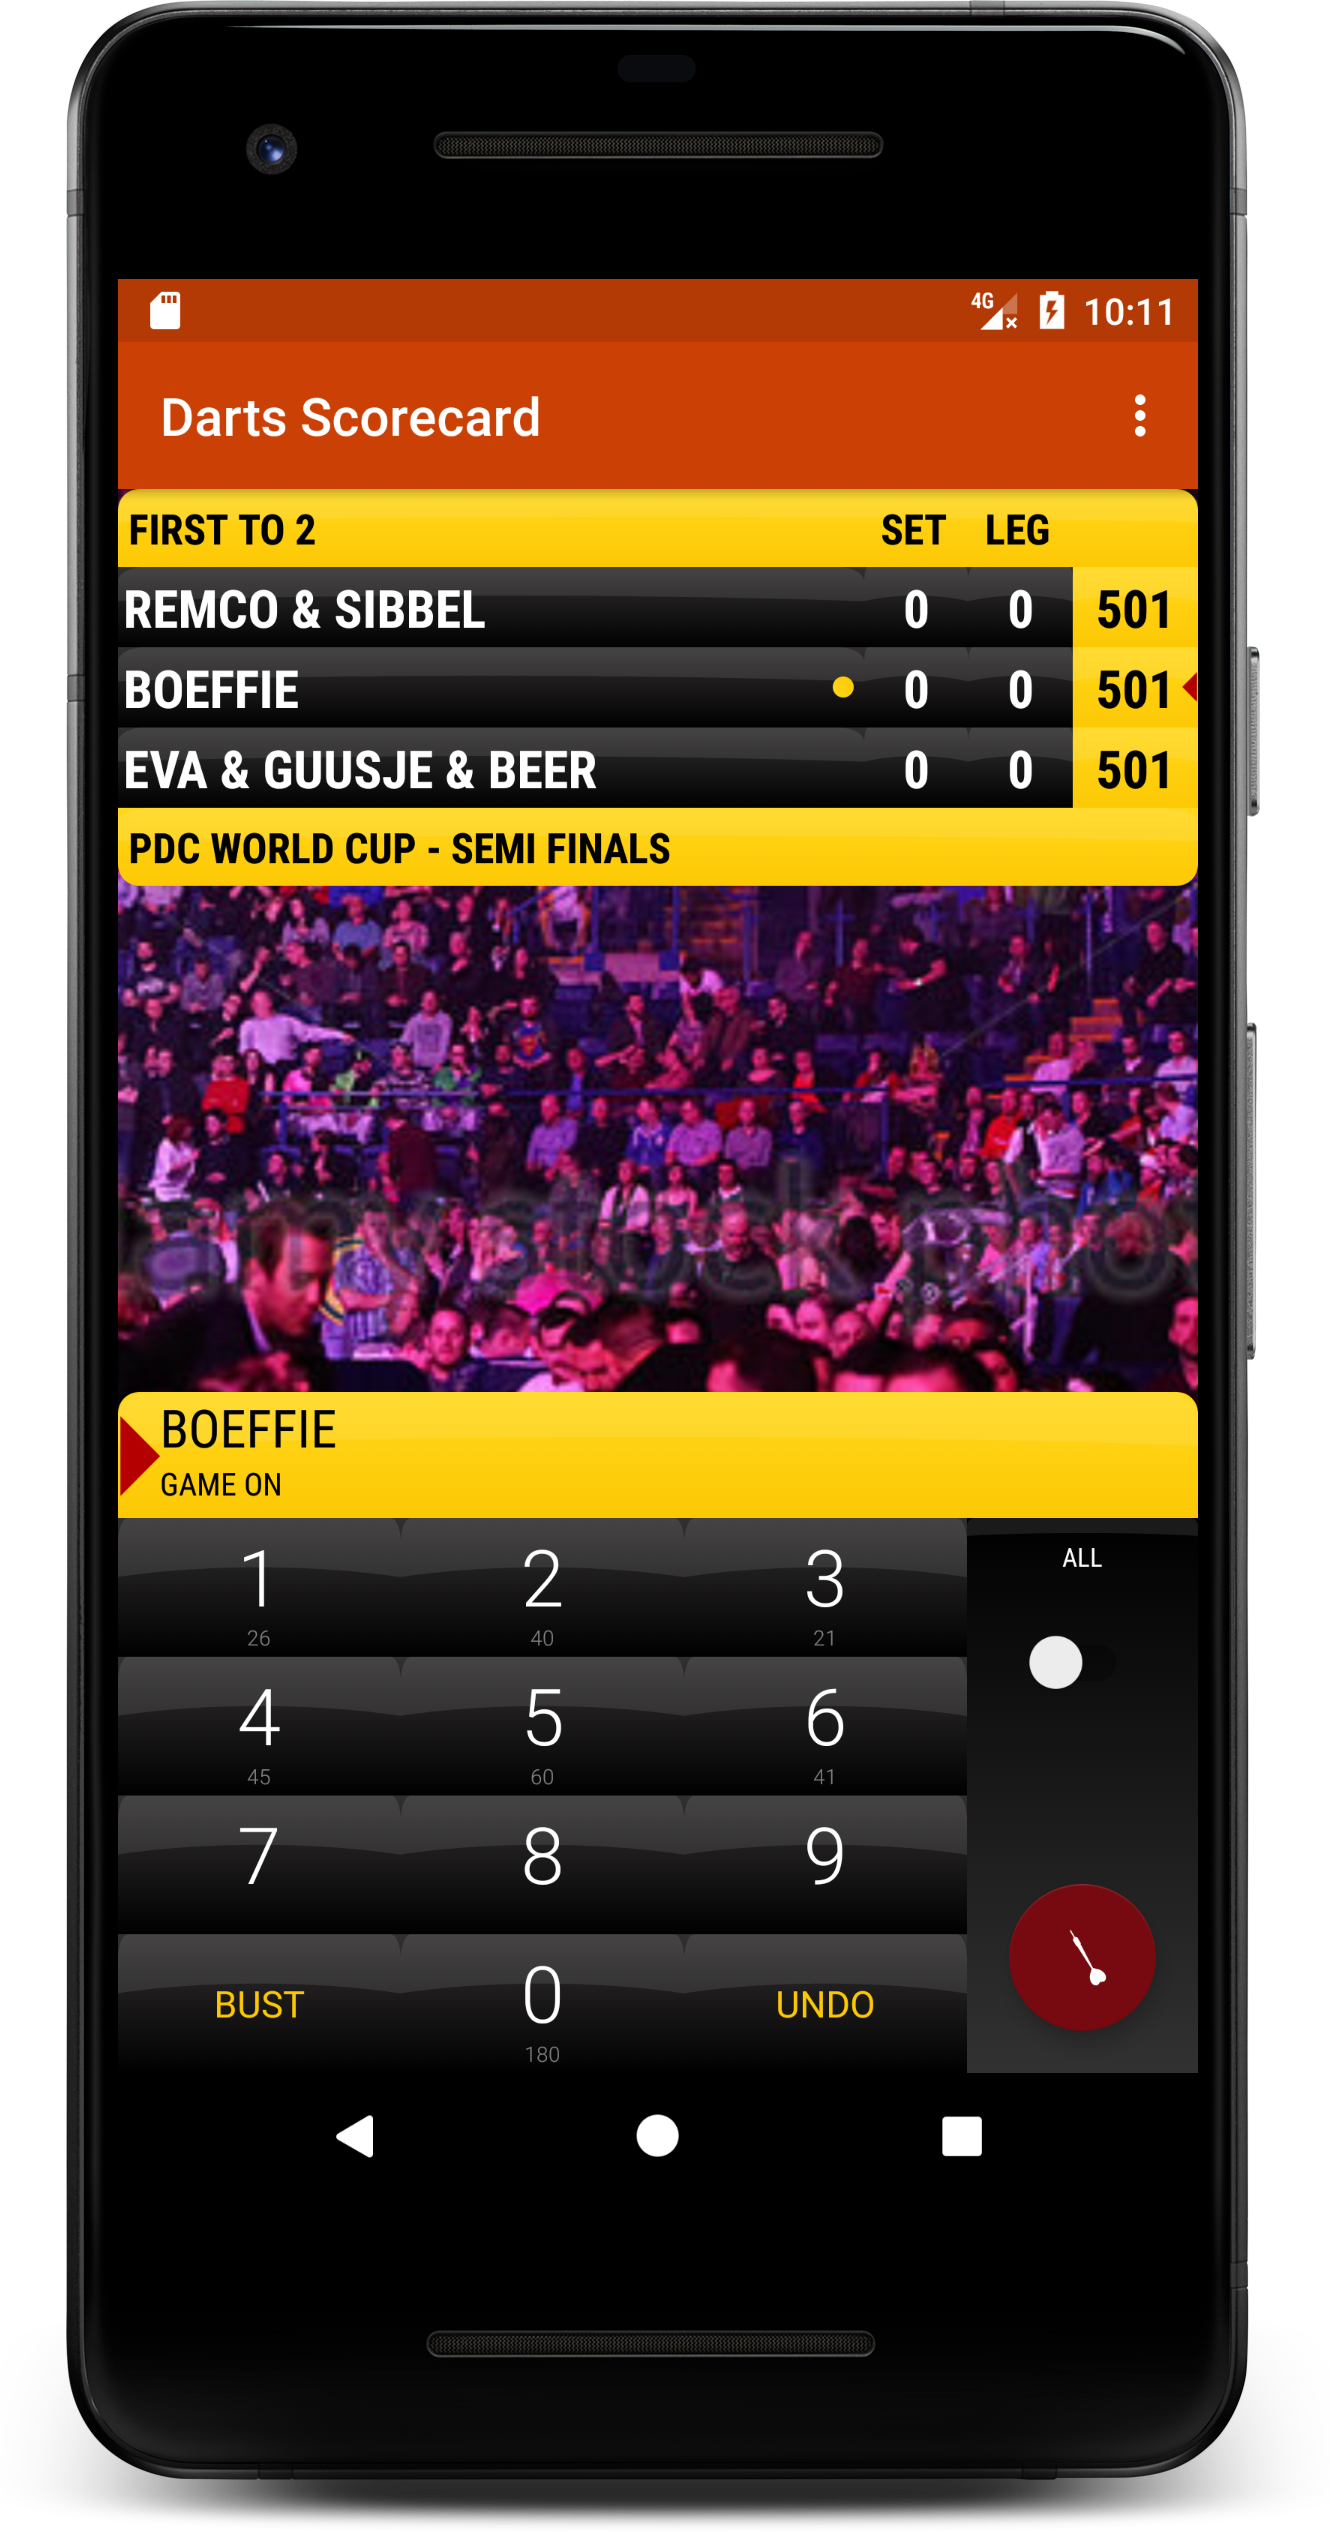 4G 10:11
Darts Scorecard
FIRST TO 2 SET LEG
REMCO & SIBBEL 0 0 501
BOEFFIE 0 0 501
EVA & GUUSJE & BEER 0 0 501
PDC WORLD CUP - SEMI FINALS
BOEFFIE
GAME ON
ALL
1 2 3
26 40 21
4 5 6
45 60 41
7 8 9
BUST 0 UNDO
180